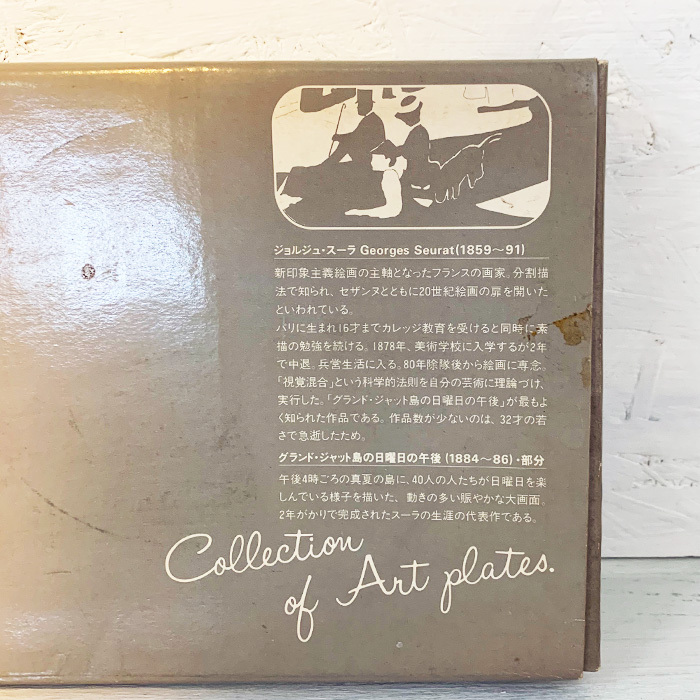 ジョルジュ・スーラ Georges Seurat(1859〜91)
新印象主義絵画の主軸となったフランスの画家。分割描
法で知られ、セザンヌとともに20世紀絵画の扉を開いた
といわれている。
パリに生まれ16才までカレッジ教育を受けると同時に素
描の勉強を続ける。1878年、美術学校に入学するが2年
で中退。兵営生活に入る。80年除隊後から絵画に専念。
「視覚混合」という科学的法則を自分の芸術に理論づけ、
実行した。「グランド・ジャット島の日曜日の午後」が最もよ
く知られた作品である。作品数が少ないのは、32才の若
さで急逝したため。
グランド・ジャット島の日曜日の午後(1884〜86)・部分
午後4時ごろの真夏の島に、40人の人たちが日曜日を楽
しんでいる様子を描いた、動きの多い賑やかな大画面。
2年がかりで完成されたスーラの生涯の代表作である。
Collection
of Art plates.